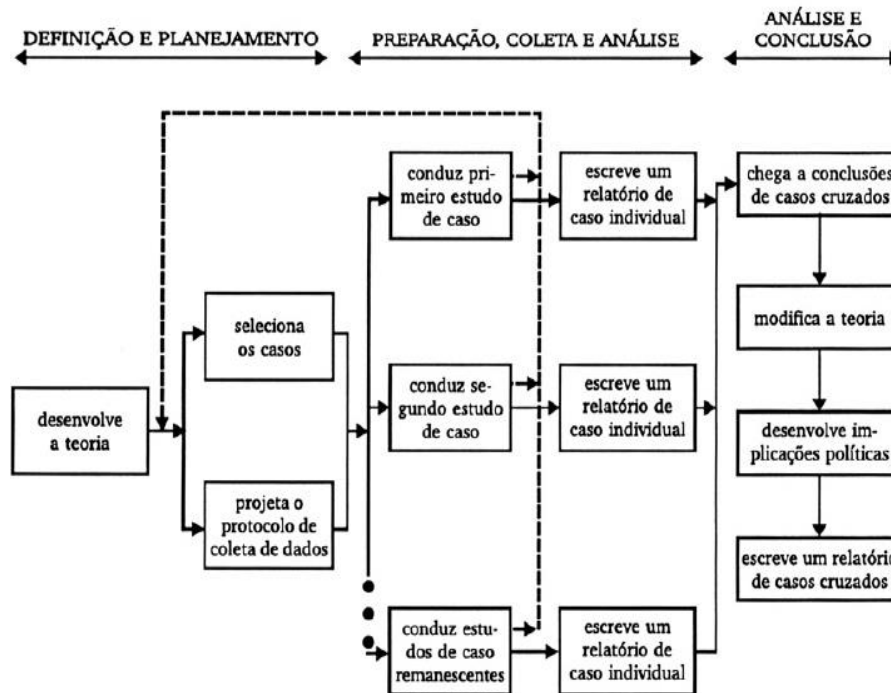 DEFINIÇÃO E PLANEJAMENTO
PREPARAÇÃO, COLETA E ANÁLISE
ANÁLISE E
CONCLUSÃO
desenvolve
a teoria
seleciona
os casos
projeta o
protocolo de
coleta de dados
conduz pri-
meiro estudo
de caso
escreve um
relatório de
caso individual
conduz se-
gundo estudo
de caso
escreve um
relatório de
caso individual
conduz estu-
dos de caso
remanescentes
escreve um
relatório de
caso individual
chega a conclusões
de casos cruzados
modifica a teoria
desenvolve im-
plicações políticas
escreve um relatório
de casos cruzados